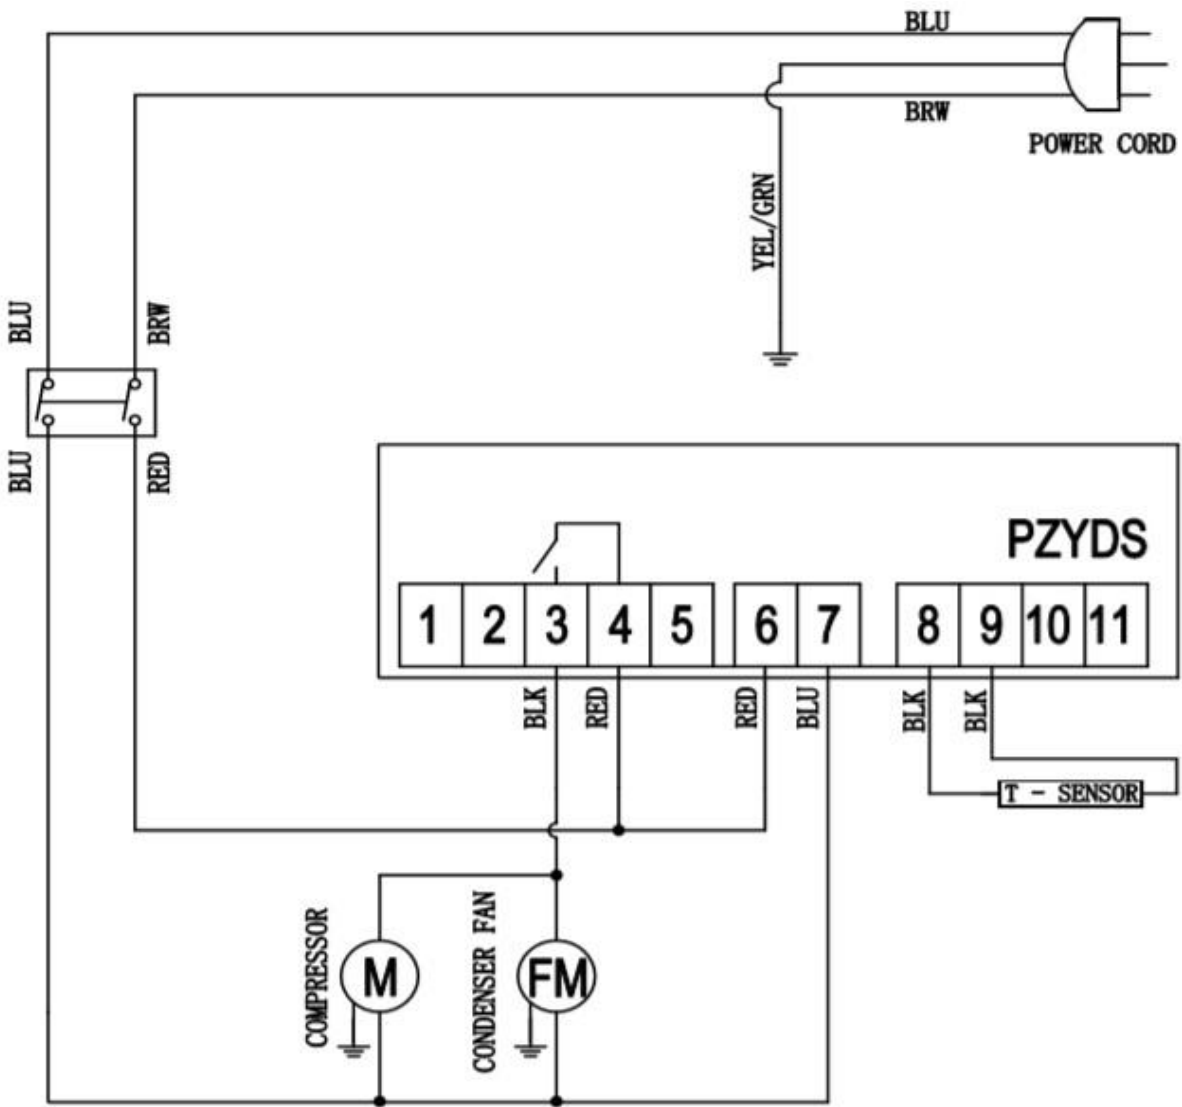 BLU
BRW
POWER CORD
YEL/GRN
BLU
BRW
BLU
RED
PZYDS
1 2 3 4 5 6 7 8 9 10 11
BLK
RED
RED
BLU
BLK
BLK
T - SENSOR
COMPRESSOR
M
CONDENSER FAN
FM